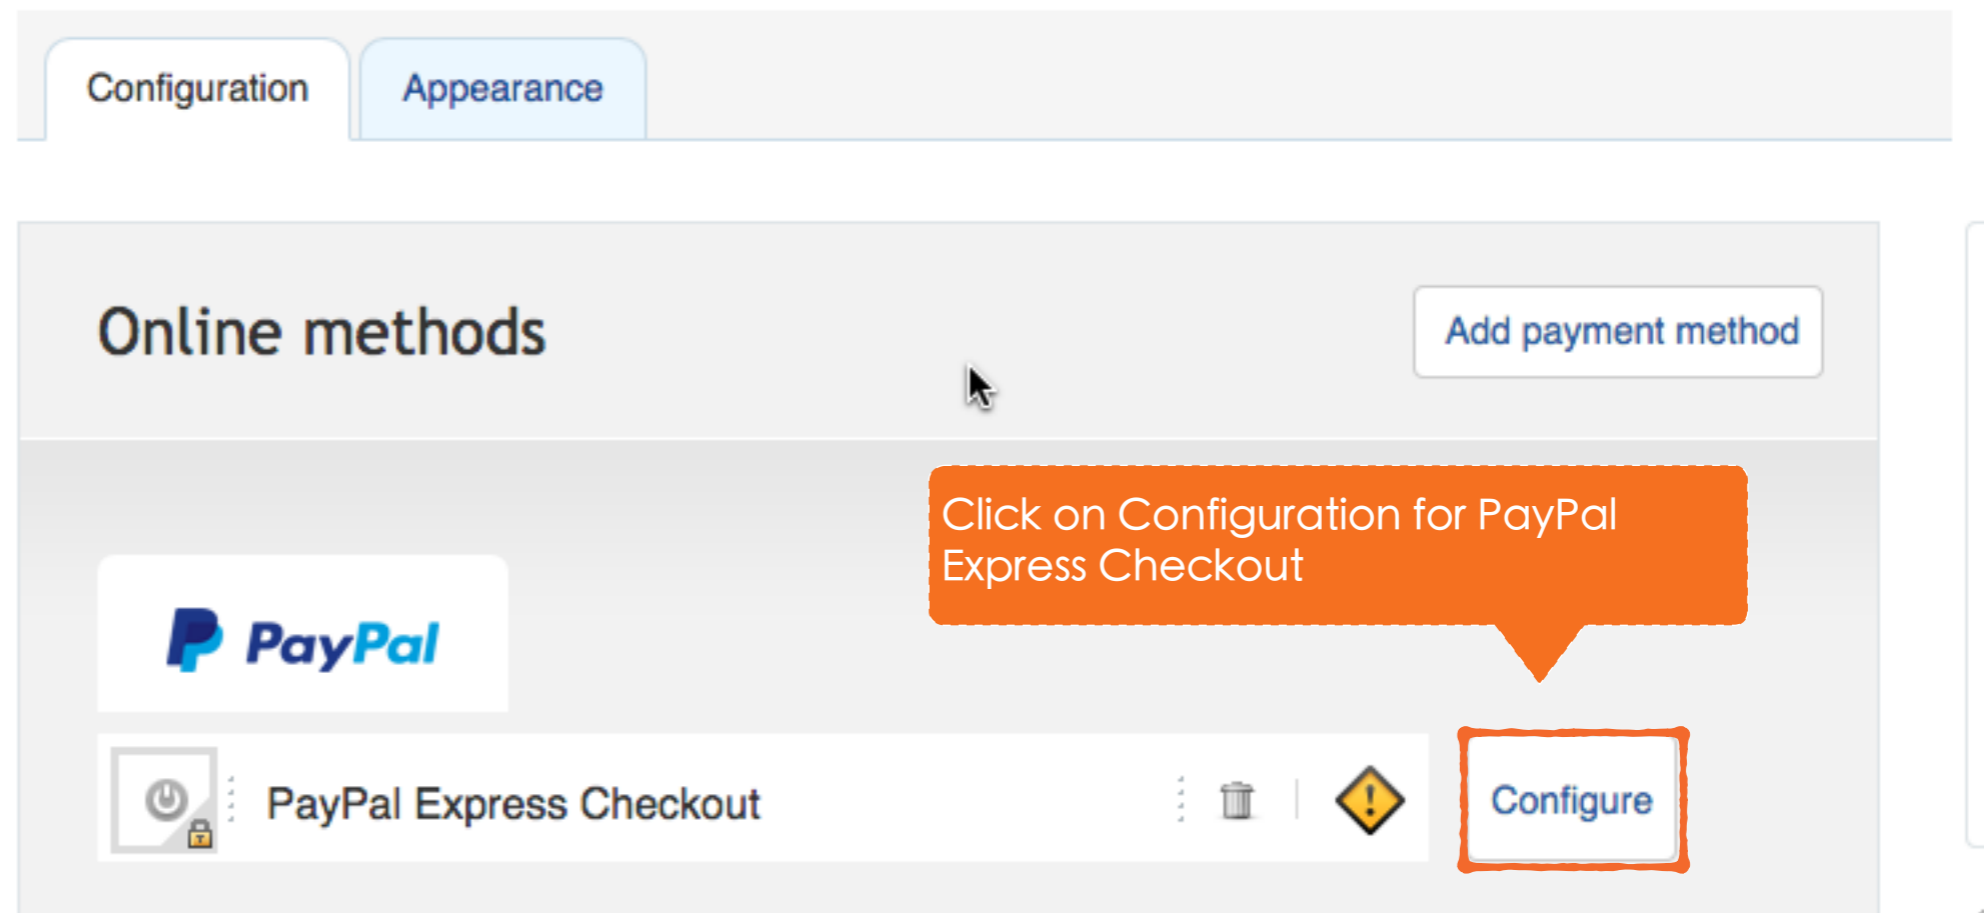 Configuration
Appearance
Online methods
Add payment method
Click on Configuration for PayPal
Express Checkout
PayPal
PayPal Express Checkout
Configure